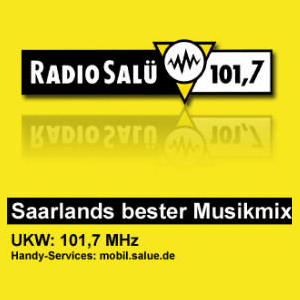 RADIO SALÜ 101,7
Saarlands bester Musikmix
UKW: 101,7 MHz
Handy-Services: mobil.salue.de